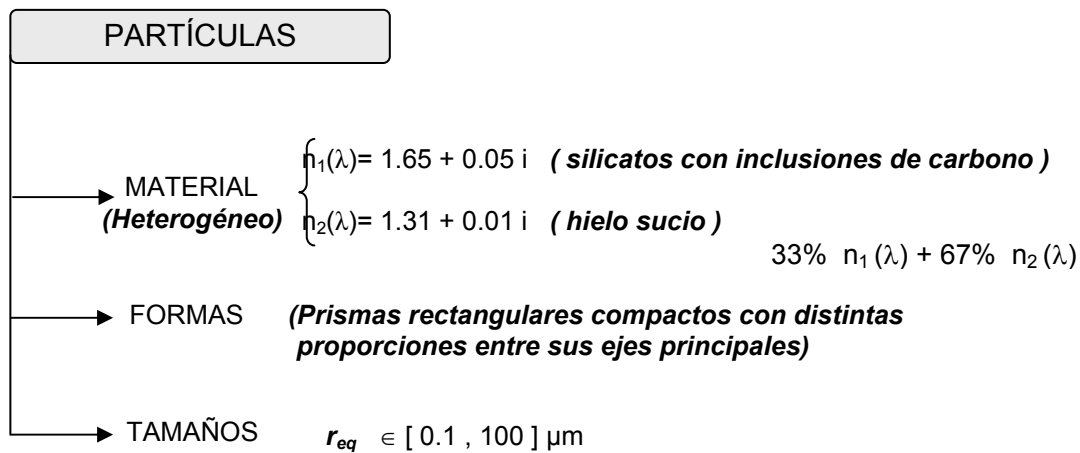 PARTÍCULAS
n₁(λ)= 1.65 + 0.05 i ( silicatos con inclusiones de carbono )
MATERIAL
(Heterogéneo) n₂(λ)= 1.31 + 0.01 i ( hielo sucio )
33% n₁ (λ) + 67% n₂ (λ)
FORMAS (Prismas rectangulares compactos con distintas
proporciones entre sus ejes principales)
TAMAÑOS r_eq ∈ [ 0.1 , 100 ] µm